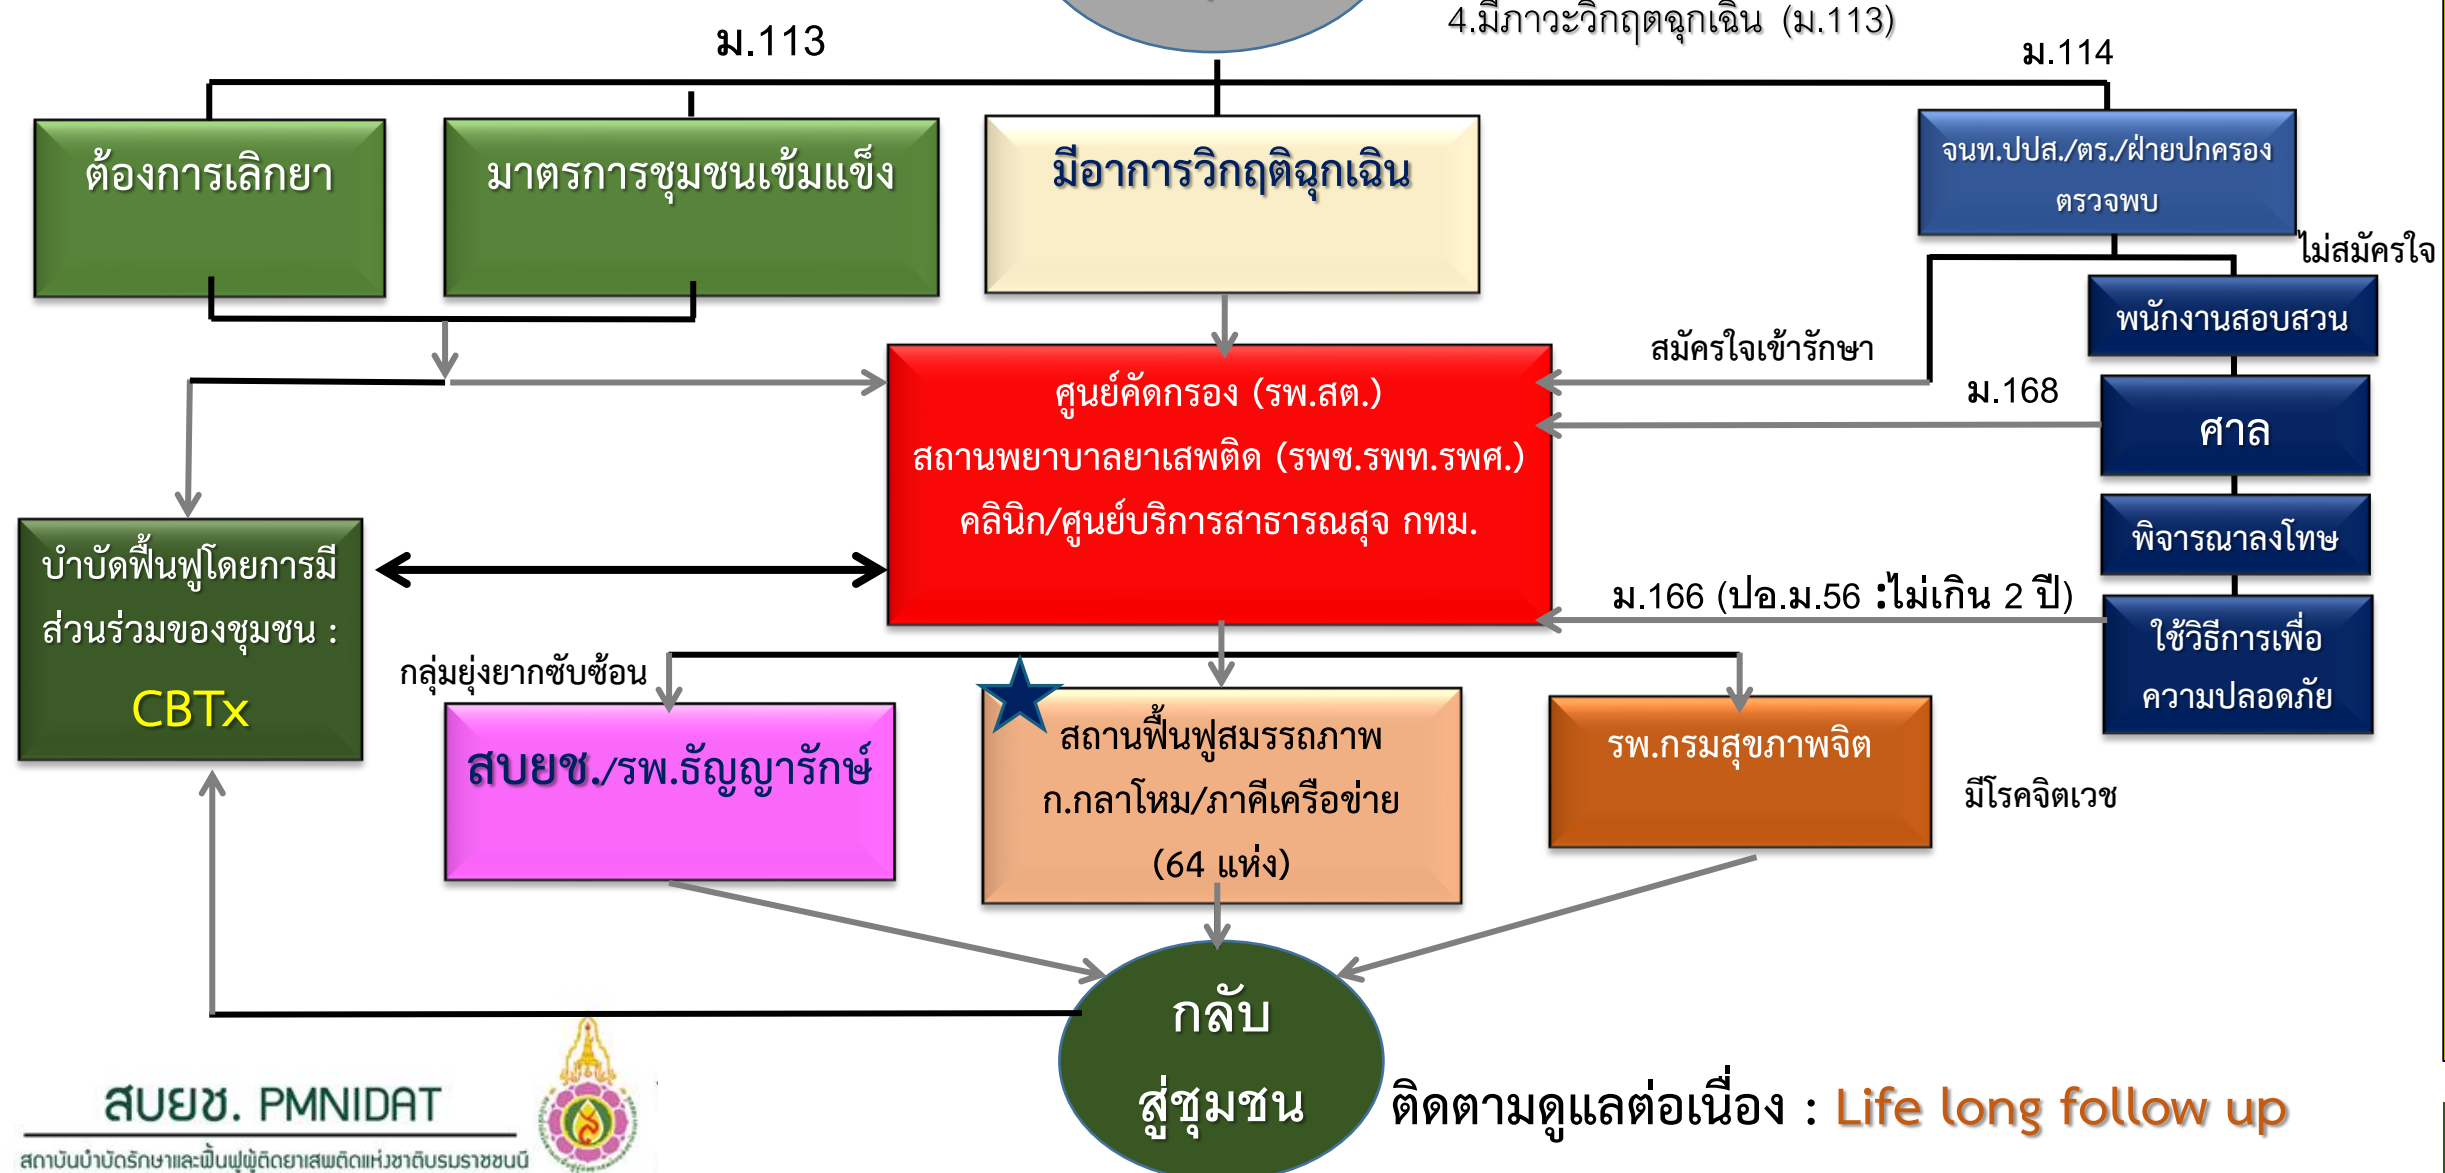 4.มีภาวะวิกฤตฉุกเฉิน (ม.113)
ม.113
ม.114
ต้องการเลิกยา
มาตรการชุมชนเข้มแข็ง
มีอาการวิกฤติฉุกเฉิน
จนท.ปปส./ตร./ฝ่ายปกครอง
ตรวจพบ
ไม่สมัครใจ
พนักงานสอบสวน
สมัครใจเข้ารักษา
ม.168
ศาล
ศูนย์คัดกรอง (รพ.สต.)
สถานพยาบาลยาเสพติด (รพช.รพท.รพศ.)
คลินิก/ศูนย์บริการสาธารณสุจ กทม.
พิจารณาลงโทษ
ม.166 (ปอ.ม.56 :ไม่เกิน 2 ปี)
ใช้วิธีการเพื่อ
ความปลอดภัย
บำบัดฟื้นฟูโดยการมี
ส่วนร่วมของชุมชน :
CBTx
กลุ่มยุ่งยากซับซ้อน
สบยช./รพ.ธัญญารักษ์
สถานฟื้นฟูสมรรถภาพ
ก.กลาโหม/ภาคีเครือข่าย
(64 แห่ง)
รพ.กรมสุขภาพจิต
มีโรคจิตเวช
กลับ
สู่ชุมชน
ติดตามดูแลต่อเนื่อง : Life long follow up
สบยช. PMNIDAT
สถาบันบำบัดรักษาและฟื้นฟูผู้ติดยาเสพติดแห่งชาติบรมราชชนนี